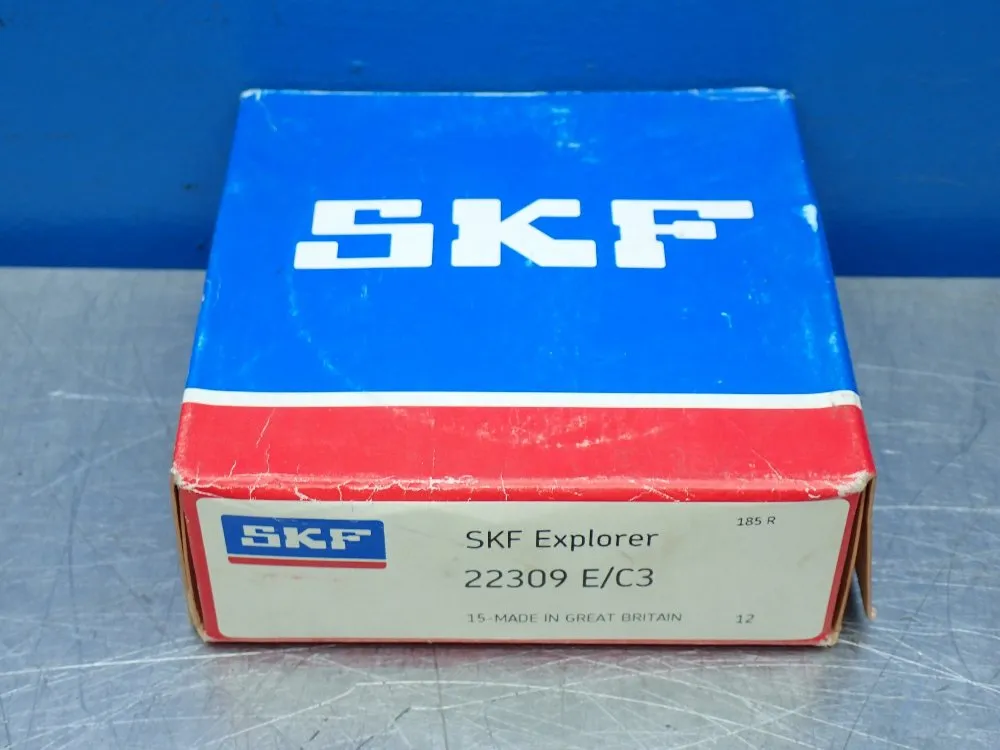 SKF
SKF
SKF Explorer
185 R
22309 E/C3
15-MADE IN GREAT BRITAIN
12